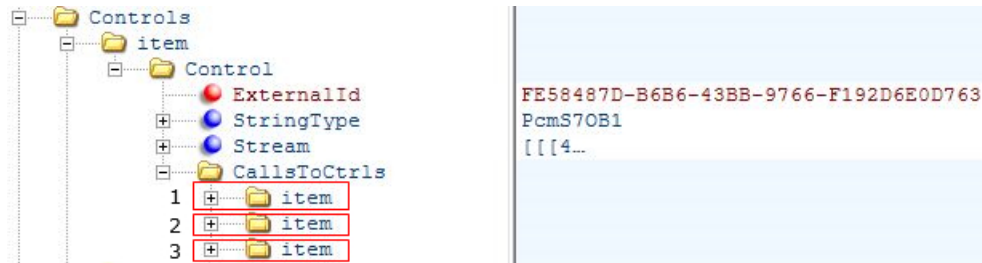 Controls
item
Control
ExternalId FE58487D-B6B6-43BB-9766-F192D6E0D763
StringType PcmS7OB1
Stream [[[4…
CallsToCtrls
1 item
2 item
3 item